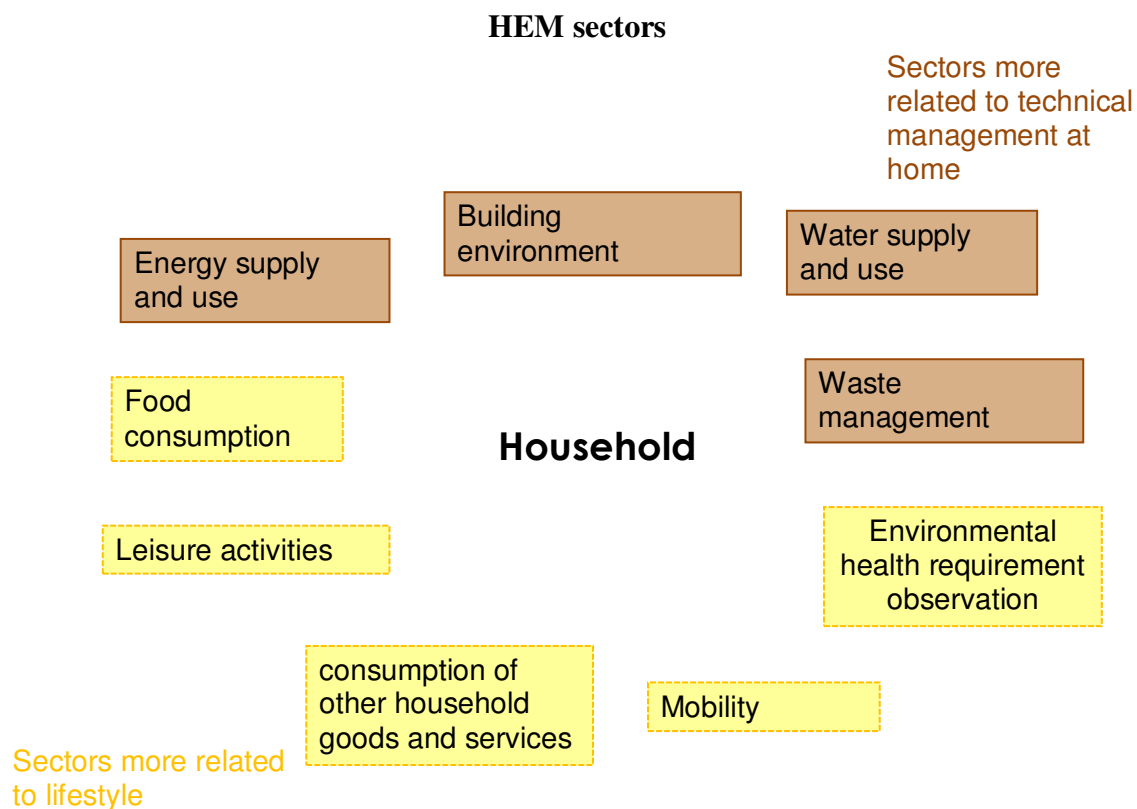 HEM sectors
Sectors more
related to technical
management at
home
Building
environment
Water supply
and use
Energy supply
and use
Food
consumption
Waste
management
Household
Leisure activities
Environmental
health requirement
observation
consumption of
other household
goods and services
Mobility
Sectors more related
to lifestyle